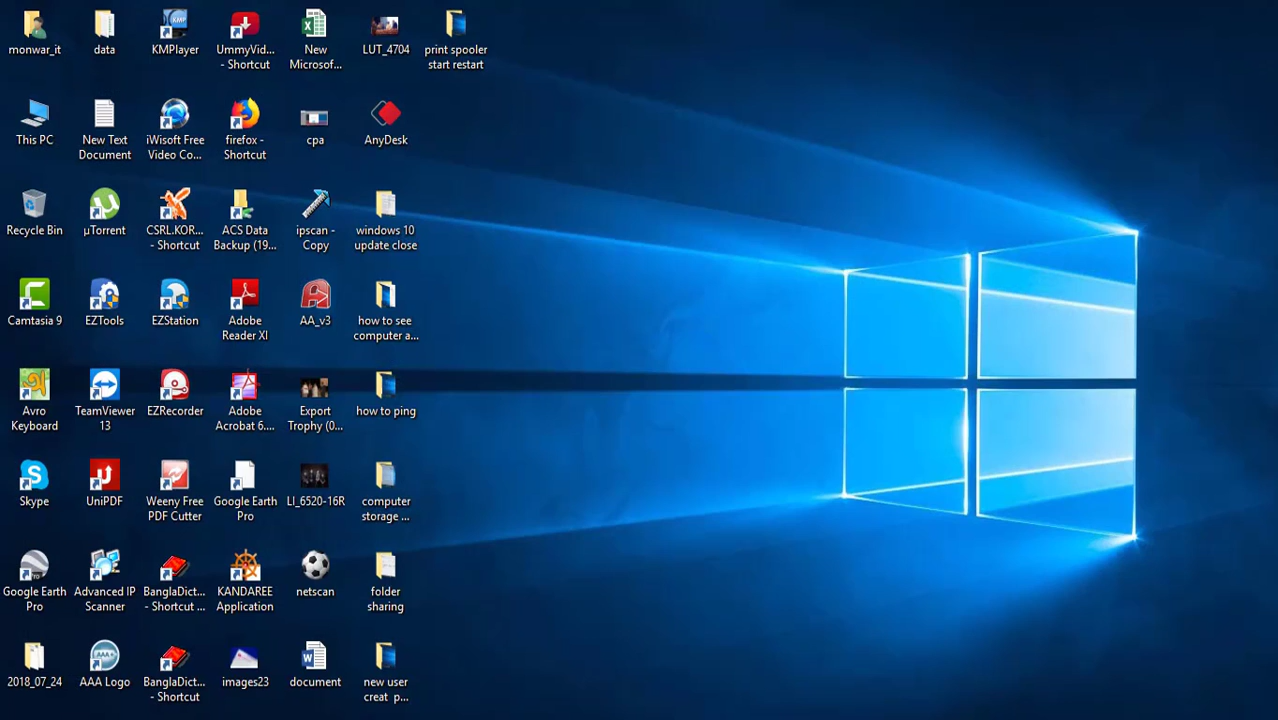 monwar_it
data
KMPlayer
UmmyVid...
- Shortcut
New
Microsof...
LUT_4704
print spooler
start restart
This PC
New Text
Document
iWisoft Free
Video Co...
firefox -
Shortcut
cpa
AnyDesk
Recycle Bin
µTorrent
CSRL.KOR...
- Shortcut
ACS Data
Backup (19...
ipscan -
Copy
windows 10
update close
Camtasia 9
EZTools
EZStation
Adobe
Reader XI
AA_v3
how to see
computer a...
Avro
Keyboard
TeamViewer
13
EZRecorder
Adobe
Acrobat 6....
Export
Trophy (0...
how to ping
Skype
UniPDF
Weeny Free
PDF Cutter
Google Earth
Pro
LI_6520-16R
computer
storage ...
Google Earth
Pro
Advanced IP
Scanner
BanglaDict...
- Shortcut ...
KANDAREE
Application
netscan
folder
sharing
2018_07_24
AAA Logo
BanglaDict...
- Shortcut
images23
document
new user
creat p...